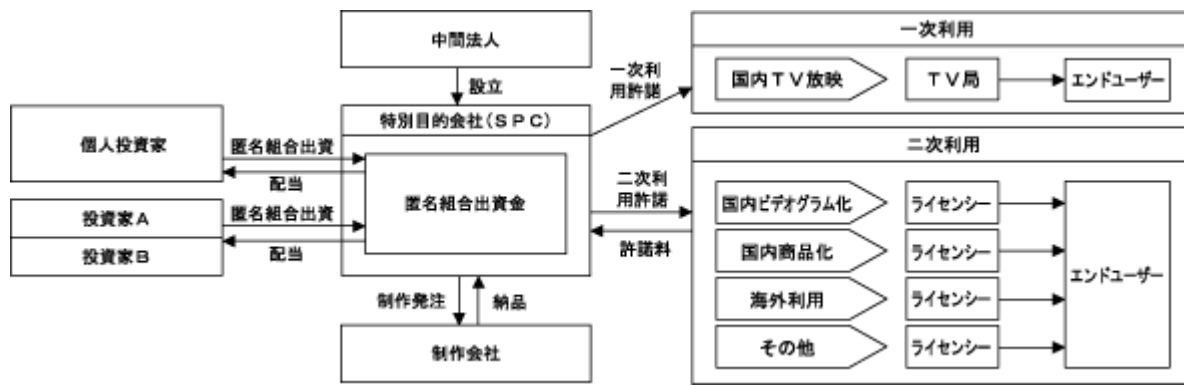 中間法人
設立
特別目的会社(SPC)
匿名組合出資金
個人投資家
匿名組合出資
配当
投資家A
投資家B
匿名組合出資
配当
制作発注
納品
制作会社
一次利
用許諾
二次利
用許諾
許諾料
一次利用
国内TV放映
TV局
エンドユーザー
二次利用
国内ビデオグラム化
ライセンシー
国内商品化
ライセンシー
海外利用
ライセンシー
その他
ライセンシー
エンドユーザー